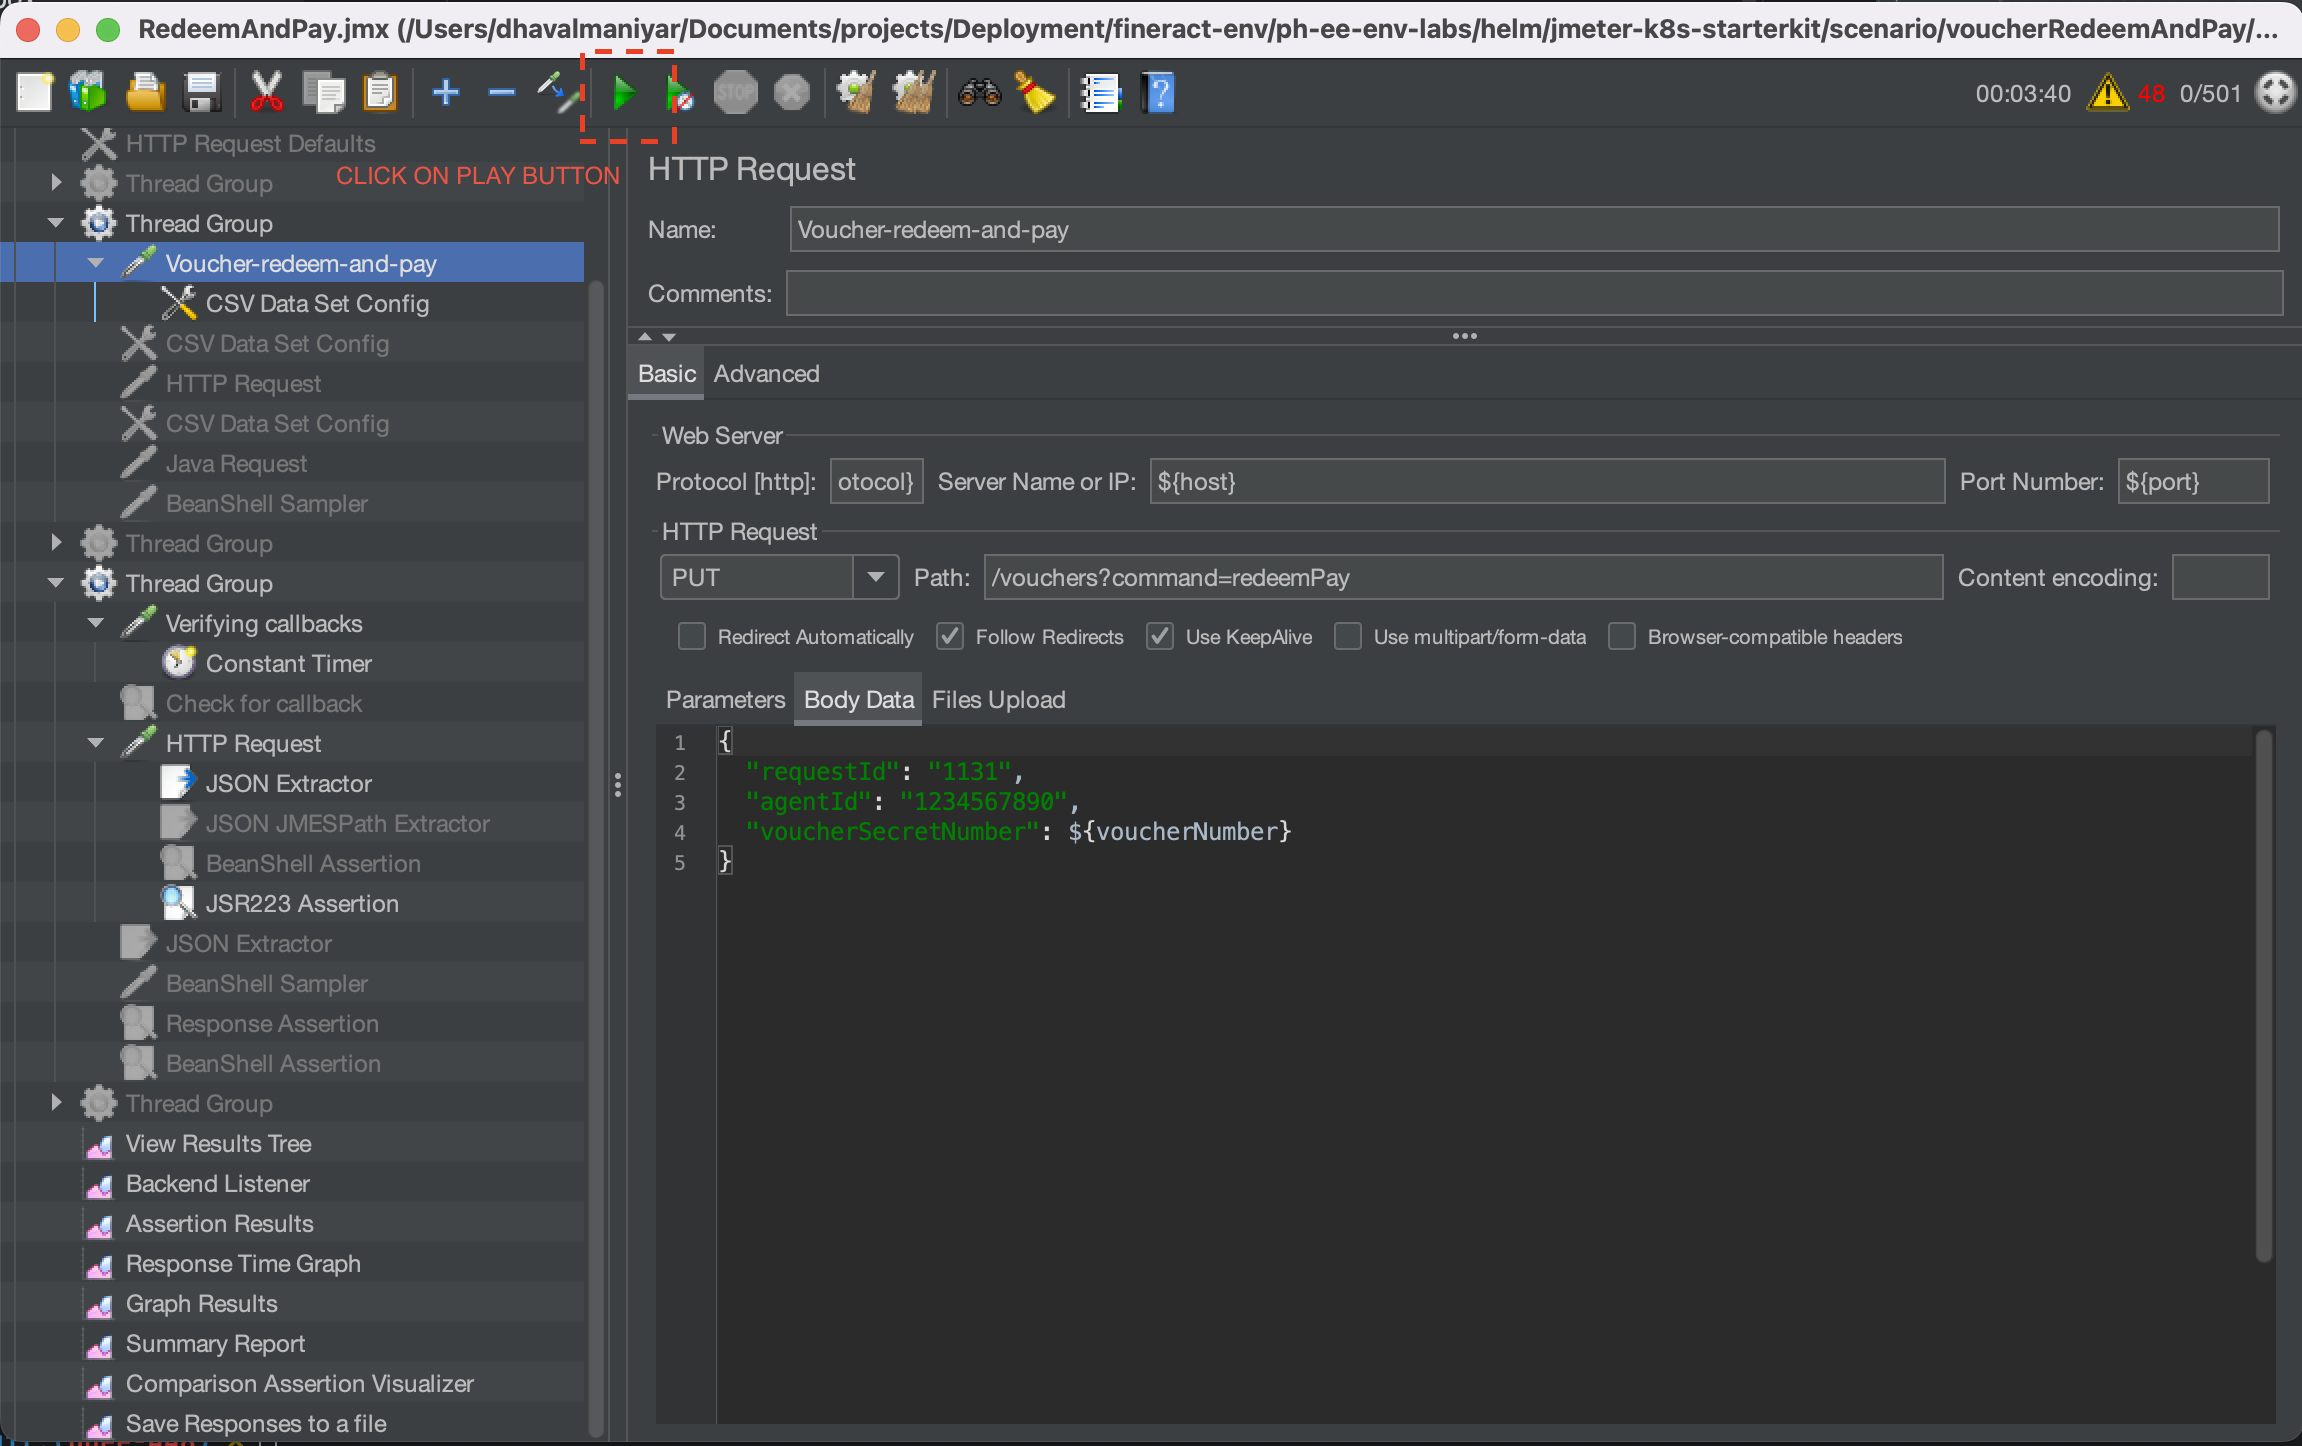 RedeemAndPay.jmx (/Users/dhavalmaniyar/Documents/projects/Deployment/fineract-env/ph-ee-env-labs/helm/jmeter-k8s-starterkit/scenario/voucherRedeemAndPay/...
STOP
00:03:40 48 0/501
HTTP Request Defaults
Thread Group
CLICK ON PLAY BUTTON
Thread Group
Voucher-redeem-and-pay
CSV Data Set Config
CSV Data Set Config
HTTP Request
CSV Data Set Config
Java Request
BeanShell Sampler
Thread Group
Thread Group
Verifying callbacks
Constant Timer
Check for callback
HTTP Request
JSON Extractor
JSON JMESPath Extractor
BeanShell Assertion
JSR223 Assertion
JSON Extractor
BeanShell Sampler
Response Assertion
BeanShell Assertion
Thread Group
View Results Tree
Backend Listener
Assertion Results
Response Time Graph
Graph Results
Summary Report
Comparison Assertion Visualizer
Save Responses to a file
HTTP Request
Name: Voucher-redeem-and-pay
Comments:
Basic Advanced
Web Server
Protocol [http]: otocol} Server Name or IP: ${host} Port Number: ${port}
HTTP Request
PUT Path: /vouchers?command=redeemPay Content encoding:
Redirect Automatically Follow Redirects Use KeepAlive Use multipart/form-data Browser-compatible headers
Parameters Body Data Files Upload
1 {
2 "requestId": "1131",
3 "agentId": "1234567890",
4 "voucherSecretNumber": ${voucherNumber}
5 }